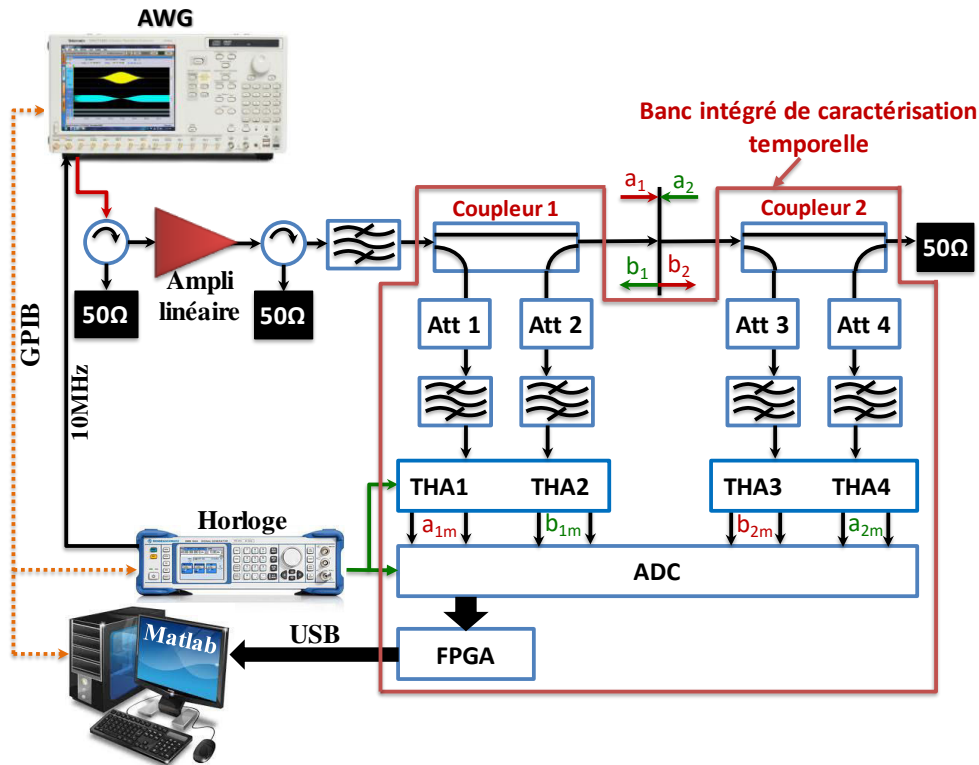 AWG
Banc intégré de caractérisation
temporelle
a1
a2
Coupleur 1
Coupleur 2
b1
b2
50Ω
Ampli
linéaire
50Ω
50Ω
Att 1
Att 2
Att 3
Att 4
GPIB
10MHz
THA1
THA2
THA3
THA4
Horloge
a1m
b1m
b2m
a2m
ADC
Matlab
USB
FPGA